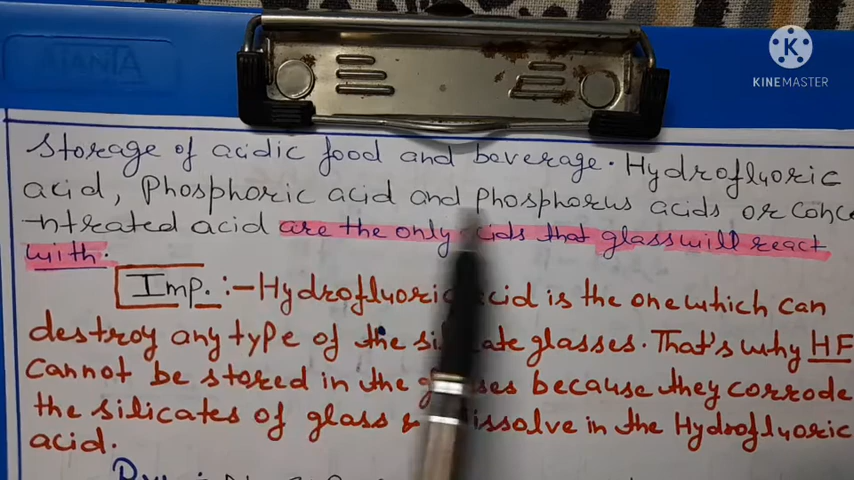 ATANTA
KINEMASTER
Storage of acidic food and beverage. Hydrofluoric
acid, Phosphoric acid and Phosphorus acids or conce
-ntrated acid are the only acids that glass will react
with.
Imp. :- Hydrofluoric acid is the one which can
destroy any type of the silicate glasses. That's why HF
cannot be stored in the glasses because they corrode
the silicates of glass & dissolve in the Hydrofluoric
acid.